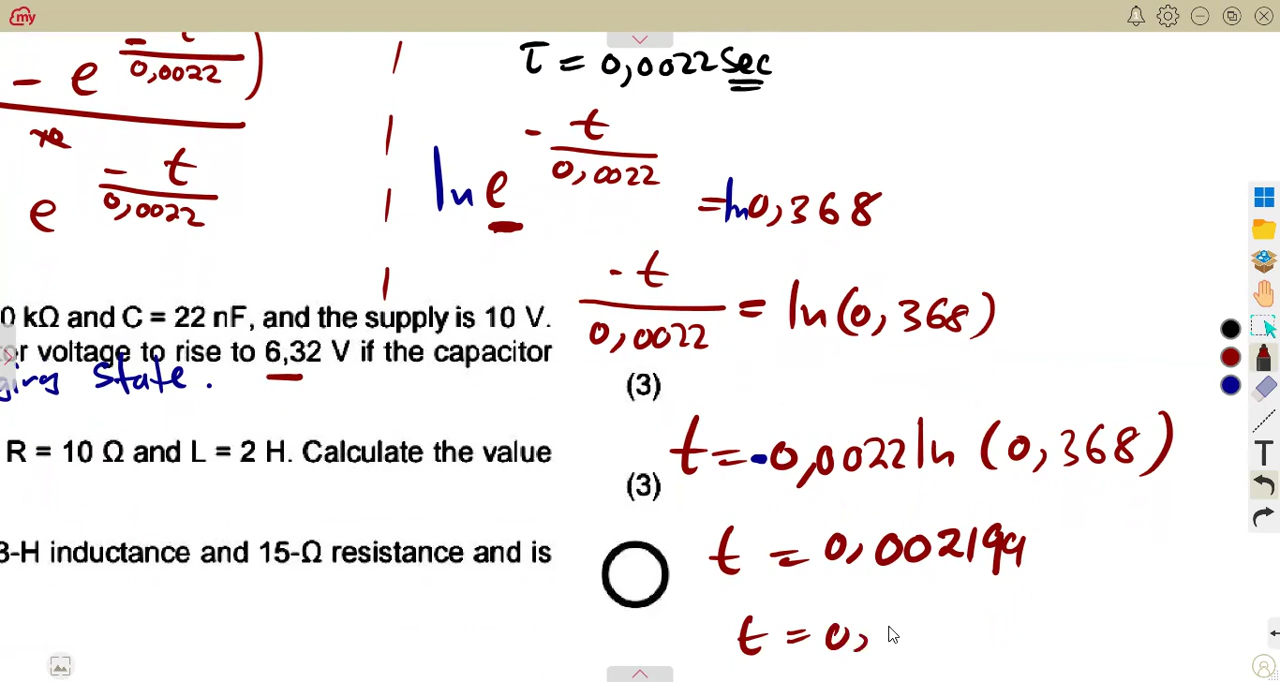 my
- e^(- t / 0,0022) )
e^(- t / 0,0022)
τ = 0,0022 sec
ln e^(- t / 0,0022) = ln 0,368
- t / 0,0022 = ln(0,368)
0 kΩ and C = 22 nF, and the supply is 10 V.
or voltage to rise to 6,32 V if the capacitor
ging state.
(3)
R = 10 Ω and L = 2 H. Calculate the value
(3)
t = -0,0022 ln (0,368)
3-H inductance and 15-Ω resistance and is
t = 0,002199
t = 0,
T